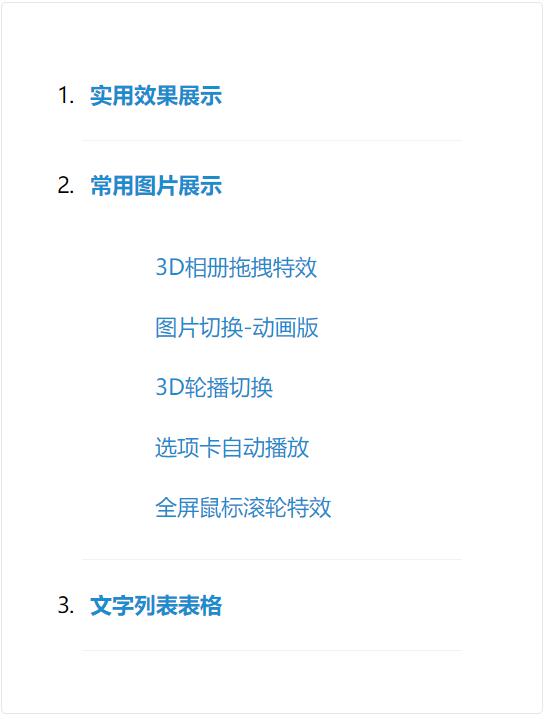 1. 实用效果展示
2. 常用图片展示
3D相册拖拽特效
图片切换-动画版
3D轮播切换
选项卡自动播放
全屏鼠标滚轮特效
3. 文字列表表格